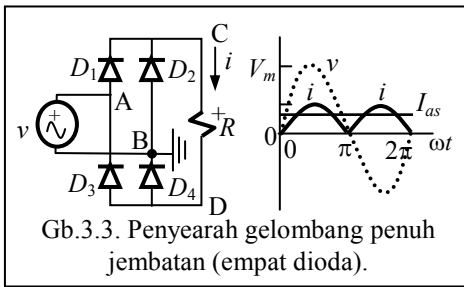 C
D1 D2 i
A
+
v
B
+ R
D3 D4
D
Vm v
i i Ias
0
0 π 2π ωt
Gb.3.3. Penyearah gelombang penuh
jembatan (empat dioda).